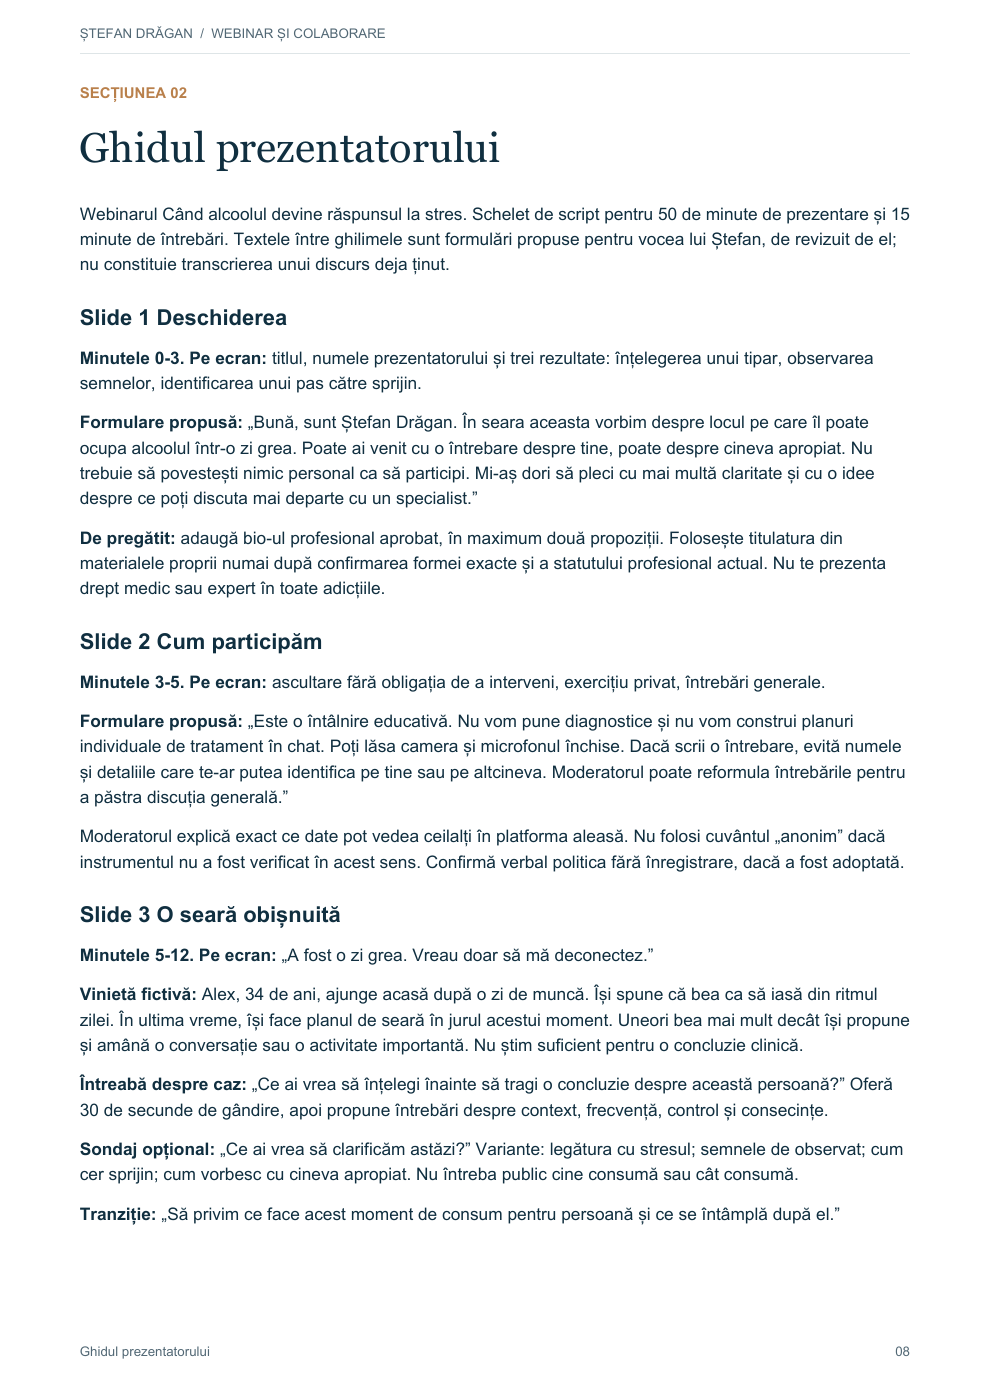 ȘTEFAN DRĂGAN / WEBINAR ȘI COLABORARE
SECȚIUNEA 02
Ghidul prezentatorului
Webinarul Când alcoolul devine răspunsul la stres. Schelet de script pentru 50 de minute de prezentare și 15
minute de întrebări. Textele între ghilimele sunt formulări propuse pentru vocea lui Ștefan, de revizuit de el;
nu constituie transcrierea unui discurs deja ținut.
Slide 1 Deschiderea
Minutele 0-3. Pe ecran: titlul, numele prezentatorului și trei rezultate: înțelegerea unui tipar, observarea
semnelor, identificarea unui pas către sprijin.
Formulare propusă: „Bună, sunt Ștefan Drăgan. În seara aceasta vorbim despre locul pe care îl poate
ocupa alcoolul într-o zi grea. Poate ai venit cu o întrebare despre tine, poate despre cineva apropiat. Nu
trebuie să povestești nimic personal ca să participi. Mi-aș dori să pleci cu mai multă claritate și cu o idee
despre ce poți discuta mai departe cu un specialist.”
De pregătit: adaugă bio-ul profesional aprobat, în maximum două propoziții. Folosește titulatura din
materialele proprii numai după confirmarea formei exacte și a statutului profesional actual. Nu te prezenta
drept medic sau expert în toate adicțiile.
Slide 2 Cum participăm
Minutele 3-5. Pe ecran: ascultare fără obligația de a interveni, exercițiu privat, întrebări generale.
Formulare propusă: „Este o întâlnire educativă. Nu vom pune diagnostice și nu vom construi planuri
individuale de tratament în chat. Poți lăsa camera și microfonul închise. Dacă scrii o întrebare, evită numele
și detaliile care te-ar putea identifica pe tine sau pe altcineva. Moderatorul poate reformula întrebările pentru
a păstra discuția generală.”
Moderatorul explică exact ce date pot vedea ceilalți în platforma aleasă. Nu folosi cuvântul „anonim” dacă
instrumentul nu a fost verificat în acest sens. Confirmă verbal politica fără înregistrare, dacă a fost adoptată.
Slide 3 O seară obișnuită
Minutele 5-12. Pe ecran: „A fost o zi grea. Vreau doar să mă deconectez.”
Vinietă fictivă: Alex, 34 de ani, ajunge acasă după o zi de muncă. Își spune că bea ca să iasă din ritmul
zilei. În ultima vreme, își face planul de seară în jurul acestui moment. Uneori bea mai mult decât își propune
și amână o conversație sau o activitate importantă. Nu știm suficient pentru o concluzie clinică.
Întreabă despre caz: „Ce ai vrea să înțelegi înainte să tragi o concluzie despre această persoană?” Oferă
30 de secunde de gândire, apoi propune întrebări despre context, frecvență, control și consecințe.
Sondaj opțional: „Ce ai vrea să clarificăm astăzi?” Variante: legătura cu stresul; semnele de observat; cum
cer sprijin; cum vorbesc cu cineva apropiat. Nu întreba public cine consumă sau cât consumă.
Tranziție: „Să privim ce face acest moment de consum pentru persoană și ce se întâmplă după el.”
Ghidul prezentatorului
08